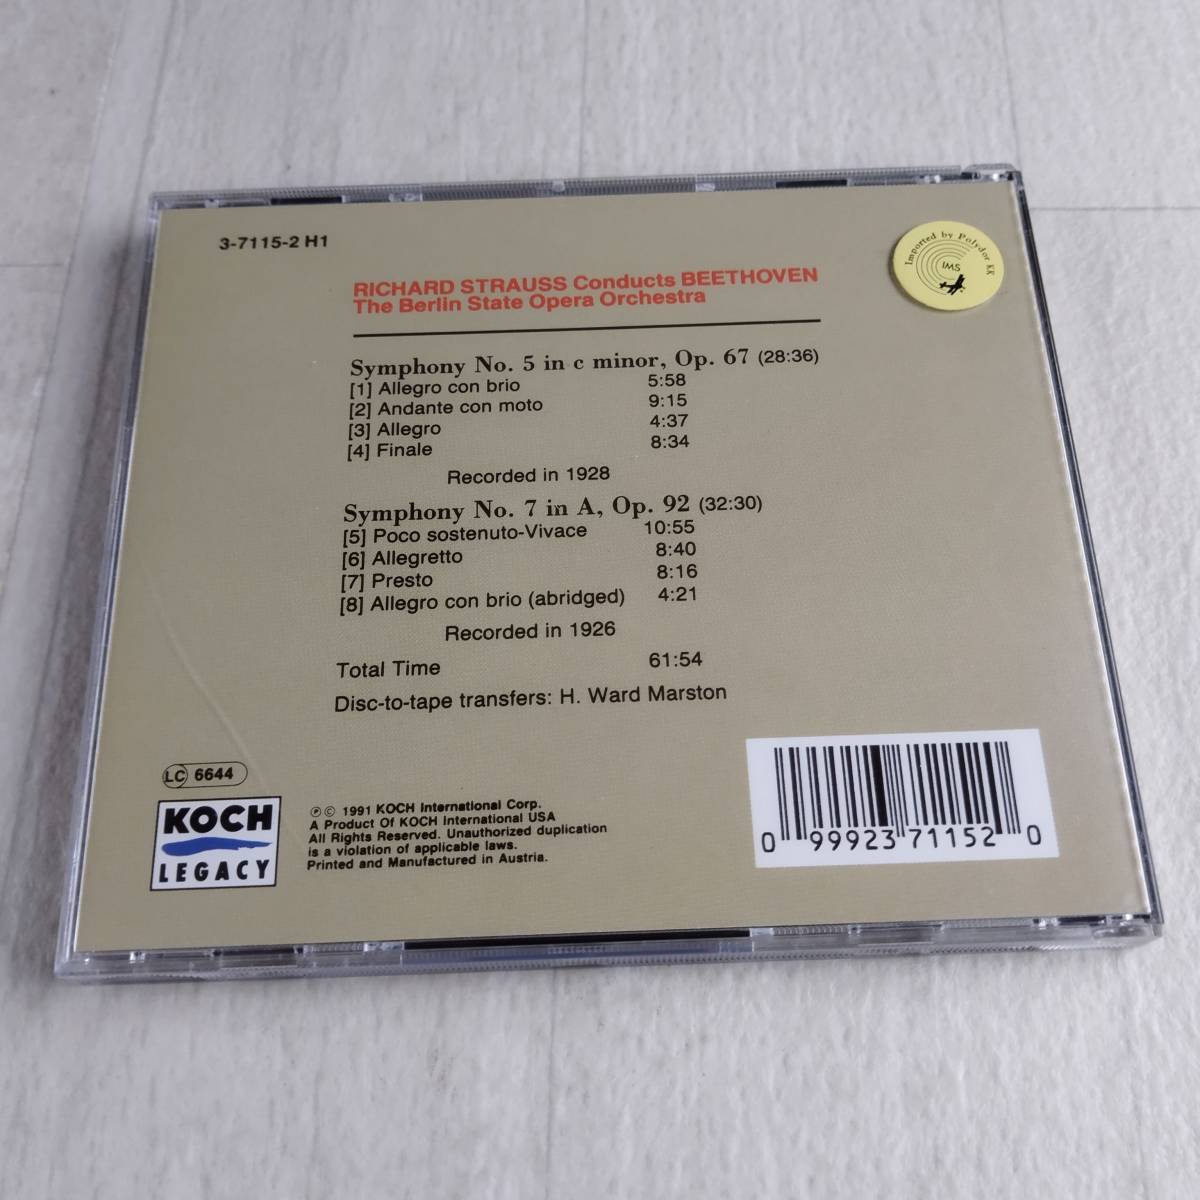 3-7115-2 H1
Imported by Polydor KK
IMS
RICHARD STRAUSS Conducts BEETHOVEN
The Berlin State Opera Orchestra
Symphony No. 5 in c minor, Op. 67 (28:36)
[1] Allegro con brio 5:58
[2] Andante con moto 9:15
[3] Allegro 4:37
[4] Finale 8:34
Recorded in 1928
Symphony No. 7 in A, Op. 92 (32:30)
[5] Poco sostenuto-Vivace 10:55
[6] Allegretto 8:40
[7] Presto 8:16
[8] Allegro con brio (abridged) 4:21
Recorded in 1926
Total Time 61:54
Disc-to-tape transfers: H. Ward Marston
LC 6644
KOCH
LEGACY
℗ © 1991 KOCH International Corp.
A Product Of KOCH International USA
All Rights Reserved. Unauthorized duplication
is a violation of applicable laws.
Printed and Manufactured in Austria.
0 99923 71152 0